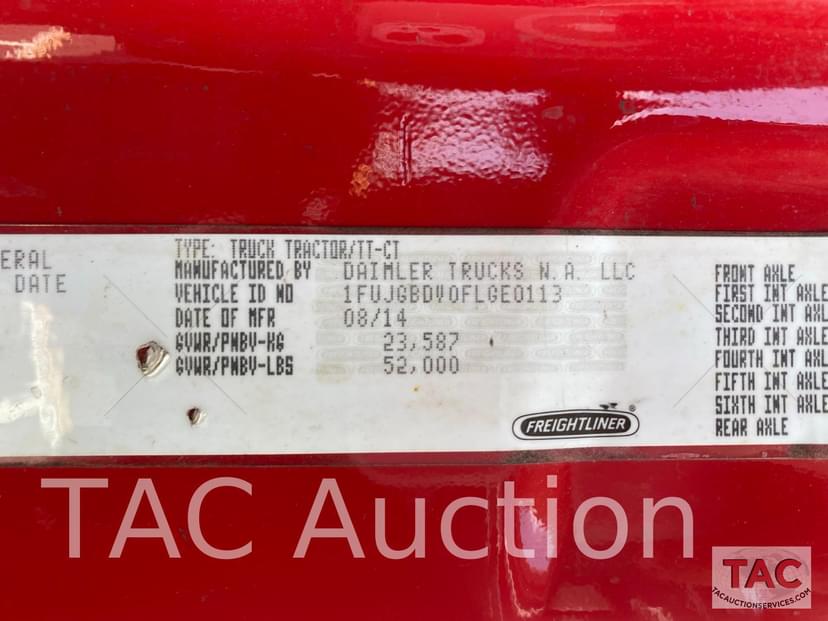 ERAL
DATE
TYPE: TRUCK TRACTOR/TT-CT
MANUFACTURED BY DAIMLER TRUCKS N.A. LLC
VEHICLE ID NO 1FUJGBDV0FLGE0113
DATE OF MFR 08/14
GVWR/PNBV-KG 23,587
GVWR/PNBV-LBS 52,000
FREIGHTLINER ®
FRONT AXLE
FIRST INT AXLE
SECOND INT AXL
THIRD INT AXLE
FOURTH INT AXL
FIFTH INT AXLE
SIXTH INT AXLE
REAR AXLE
TAC Auction
TAC
TACAUCTIONSERVICES.COM